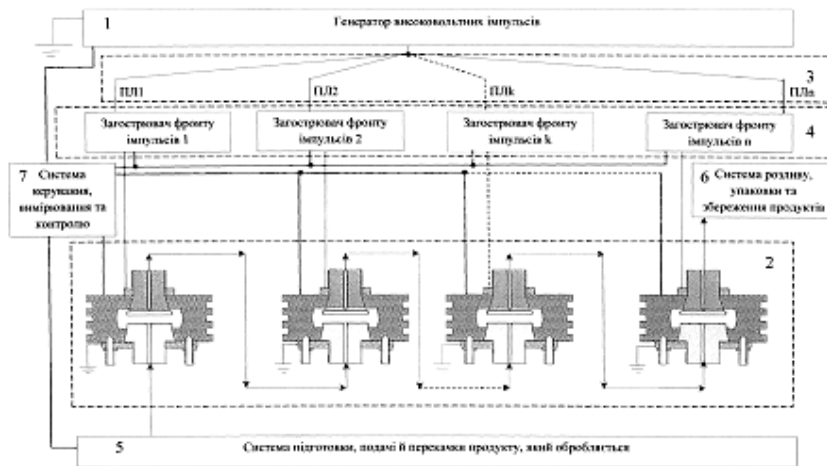 1 Генератор високовольтних імпульсів
3
ПЛ1 ПЛ2 ПЛk ПЛn
Загострювач фронту
імпульсів 1
Загострювач фронту
імпульсів 2
Загострювач фронту
імпульсів k
Загострювач фронту
імпульсів n
4
7 Система
керування,
вимірювання та
контролю
6 Система розливу,
упаковки та
збереження продуктів
2
5 Система підготовки, подачі й перекачки продукту, який обробляється